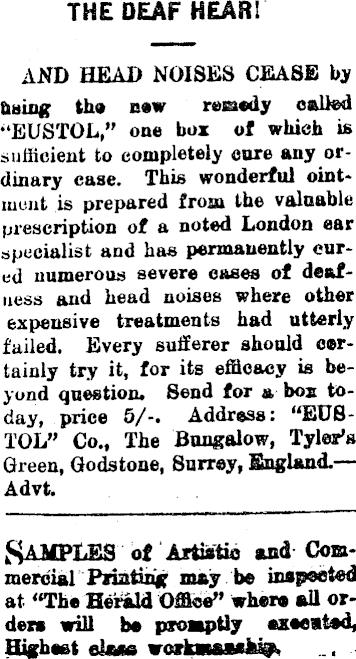 THE DEAF HEAR!
AND HEAD NOISES CEASE by
using the new remedy called
"EUSTOL," one box of which is
sufficient to completely cure any or-
dinary case. This wonderful oint-
ment is prepared from the valuable
prescription of a noted London ear
specialist and has permanently cur-
ed numerous severe cases of deaf-
ness and head noises where other
expensive treatments had utterly
failed. Every sufferer should cer-
tainly try it, for its efficacy is be-
yond question. Send for a box to-
day, price 5/-. Address: "EUS-
TOL" Co., The Bungalow, Tyler's
Green, Godstone, Surrey, England.—
Advt.
SAMPLES of Artistic and Com-
mercial Printing may be inspected
at "The Herald Office" where all or-
ders will be promptly executed,
Highest class workmanship.